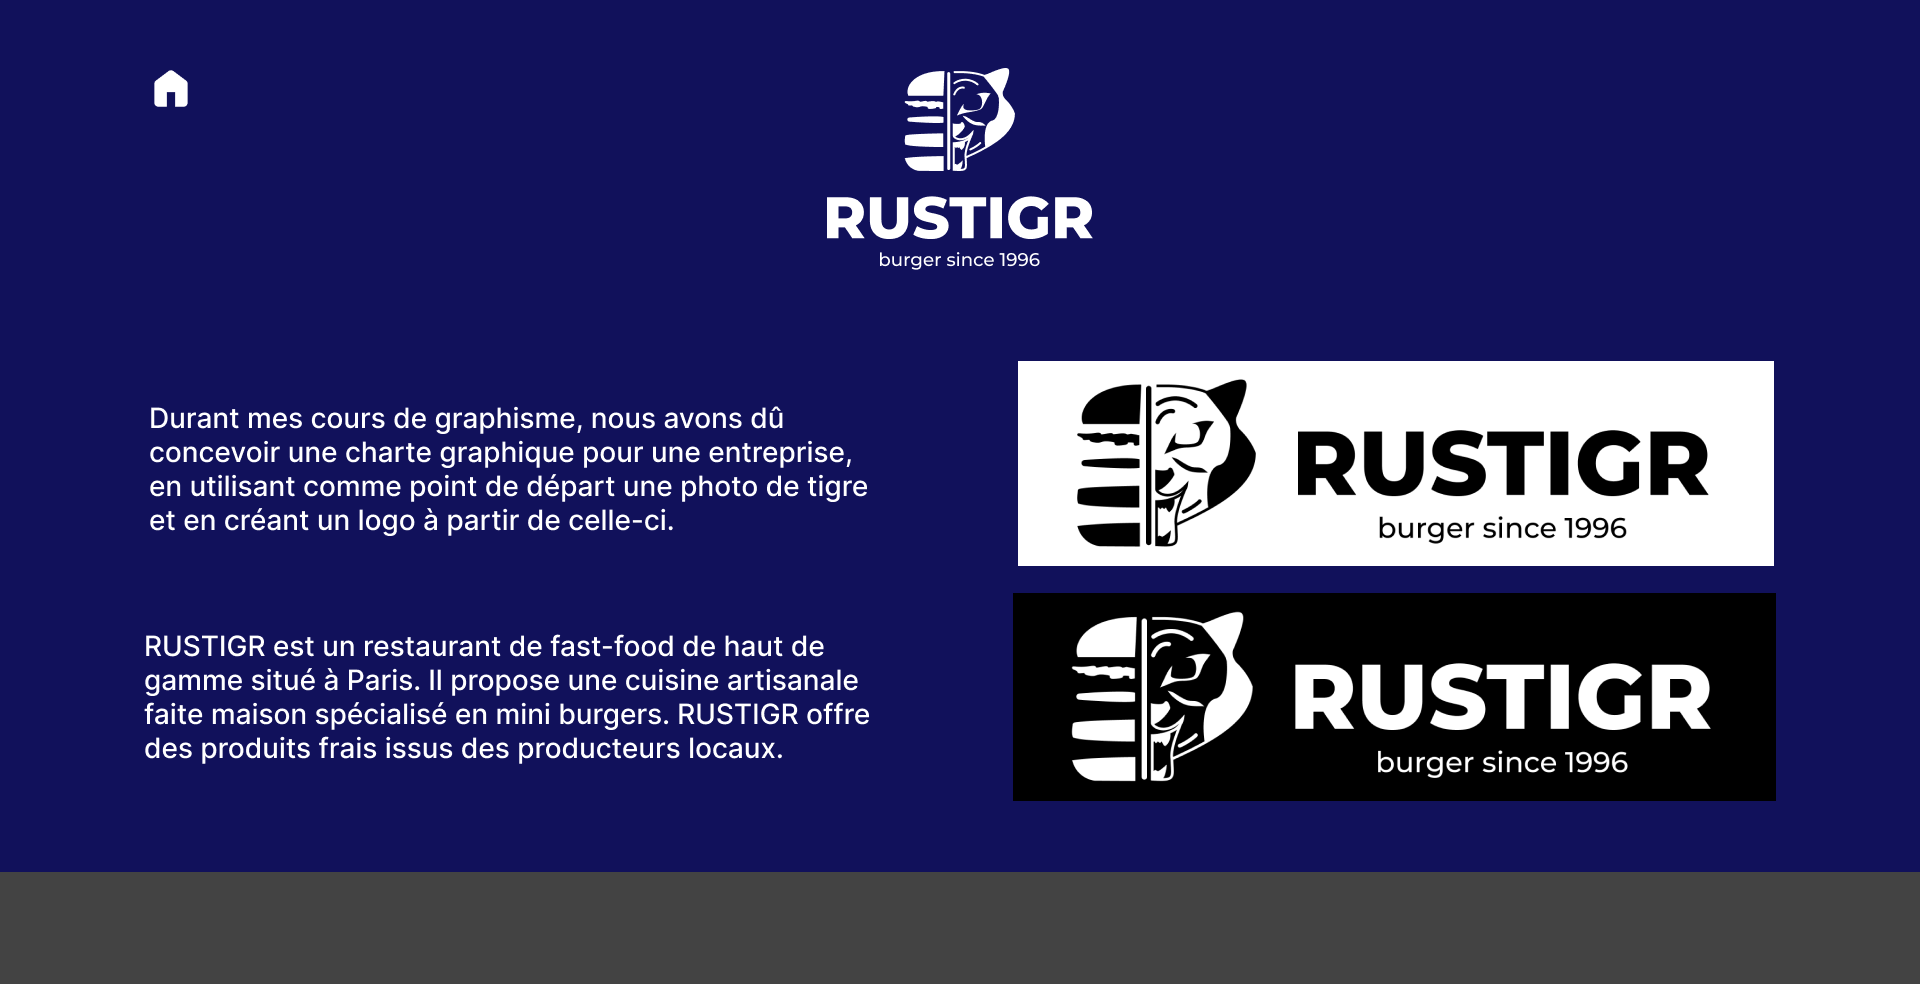 RUSTIGR
burger since 1996
Durant mes cours de graphisme, nous avons dû
concevoir une charte graphique pour une entreprise,
en utilisant comme point de départ une photo de tigre
et en créant un logo à partir de celle-ci.
RUSTIGR est un restaurant de fast-food de haut de
gamme situé à Paris. Il propose une cuisine artisanale
faite maison spécialisé en mini burgers. RUSTIGR offre
des produits frais issus des producteurs locaux.
RUSTIGR
burger since 1996
RUSTIGR
burger since 1996